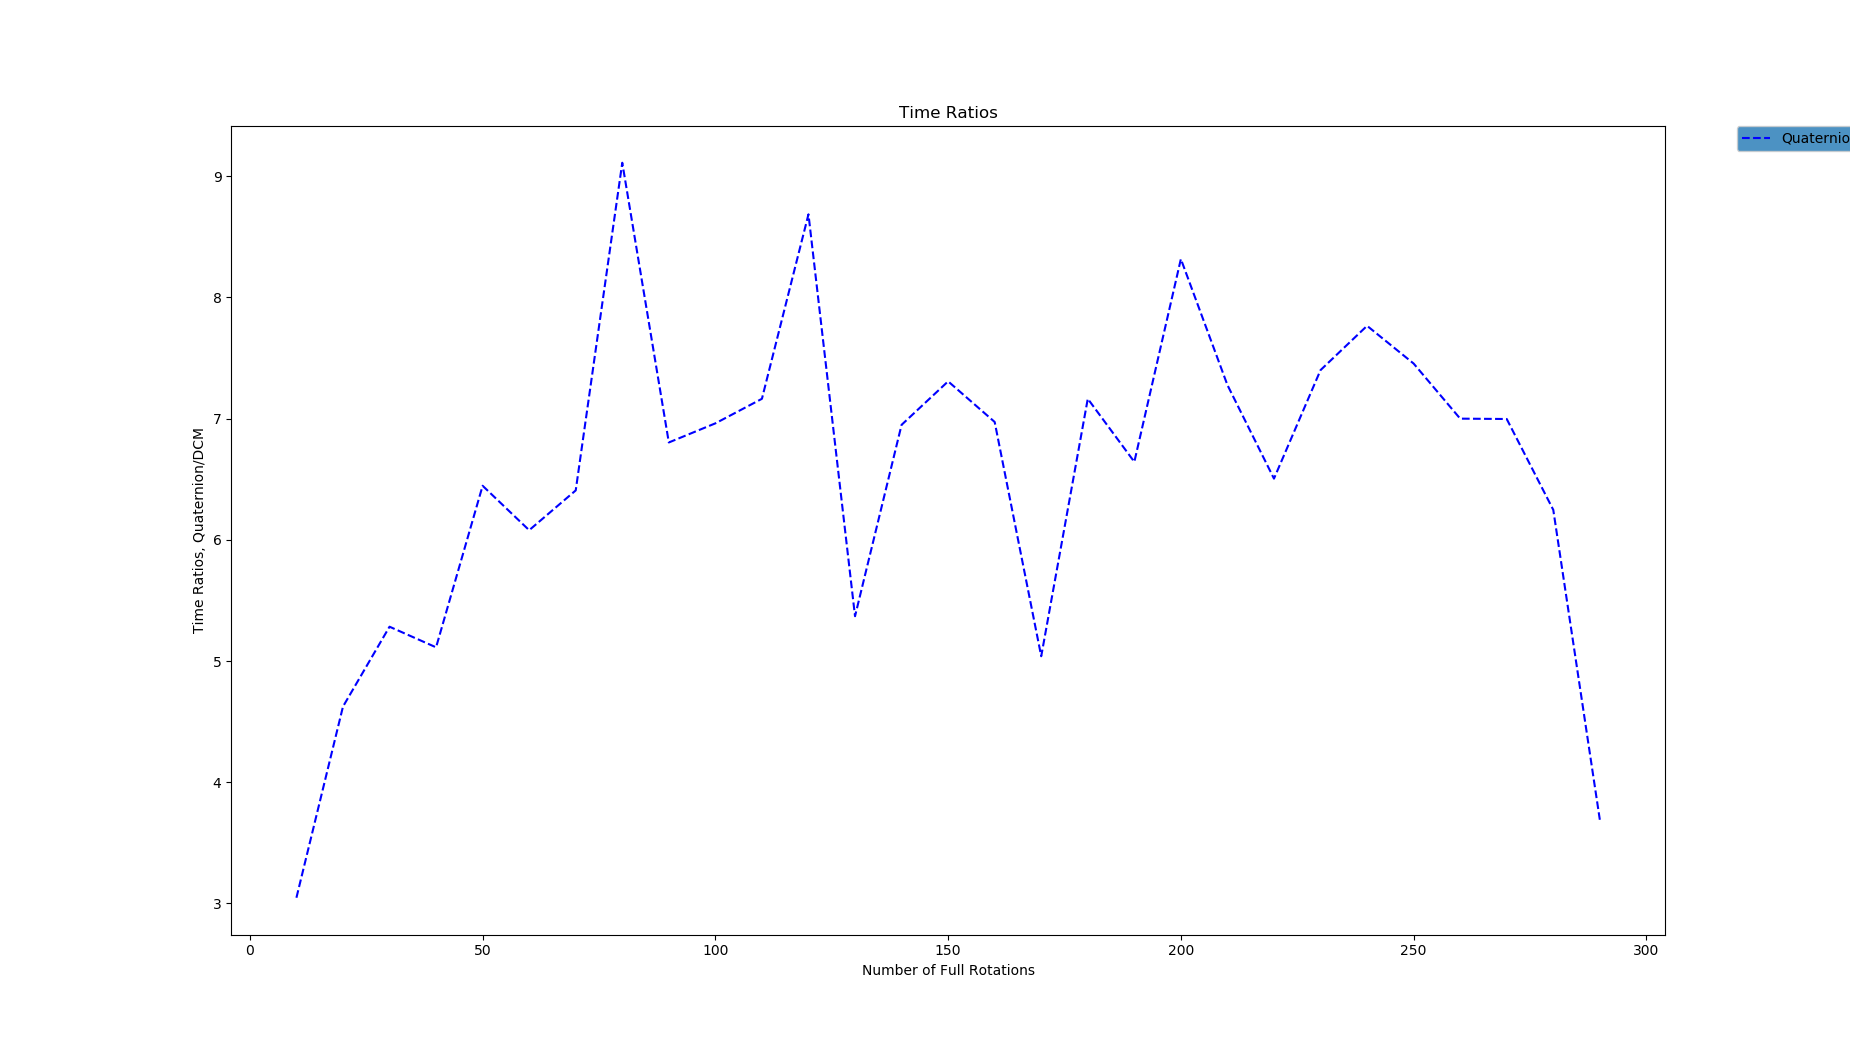 Time Ratios
Quaternio
9
8
7
6
5
4
3
Time Ratios, Quaternion/DCM
0 50 100 150 200 250 300
Number of Full Rotations